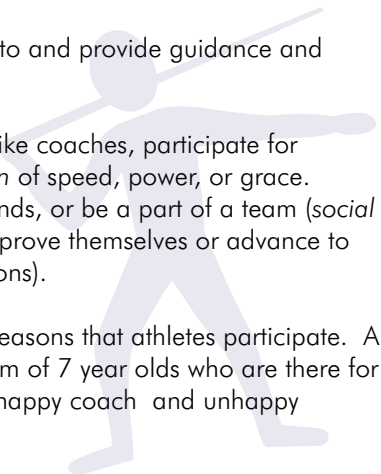 to and provide guidance and
ike coaches, participate for
n of speed, power, or grace.
nds, or be a part of a team (social
prove themselves or advance to
ons).
easons that athletes participate.  A
m of 7 year olds who are there for
happy coach  and unhappy